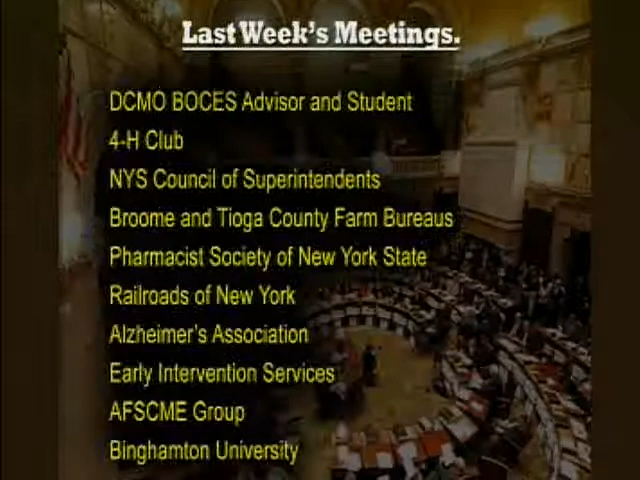 Last Week's Meetings.
DCMO BOCES Advisor and Student
4-H Club
NYS Council of Superintendents
Broome and Tioga County Farm Bureaus
Pharmacist Society of New York State
Railroads of New York
Alzheimer's Association
Early Intervention Services
AFSCME Group
Binghamton University